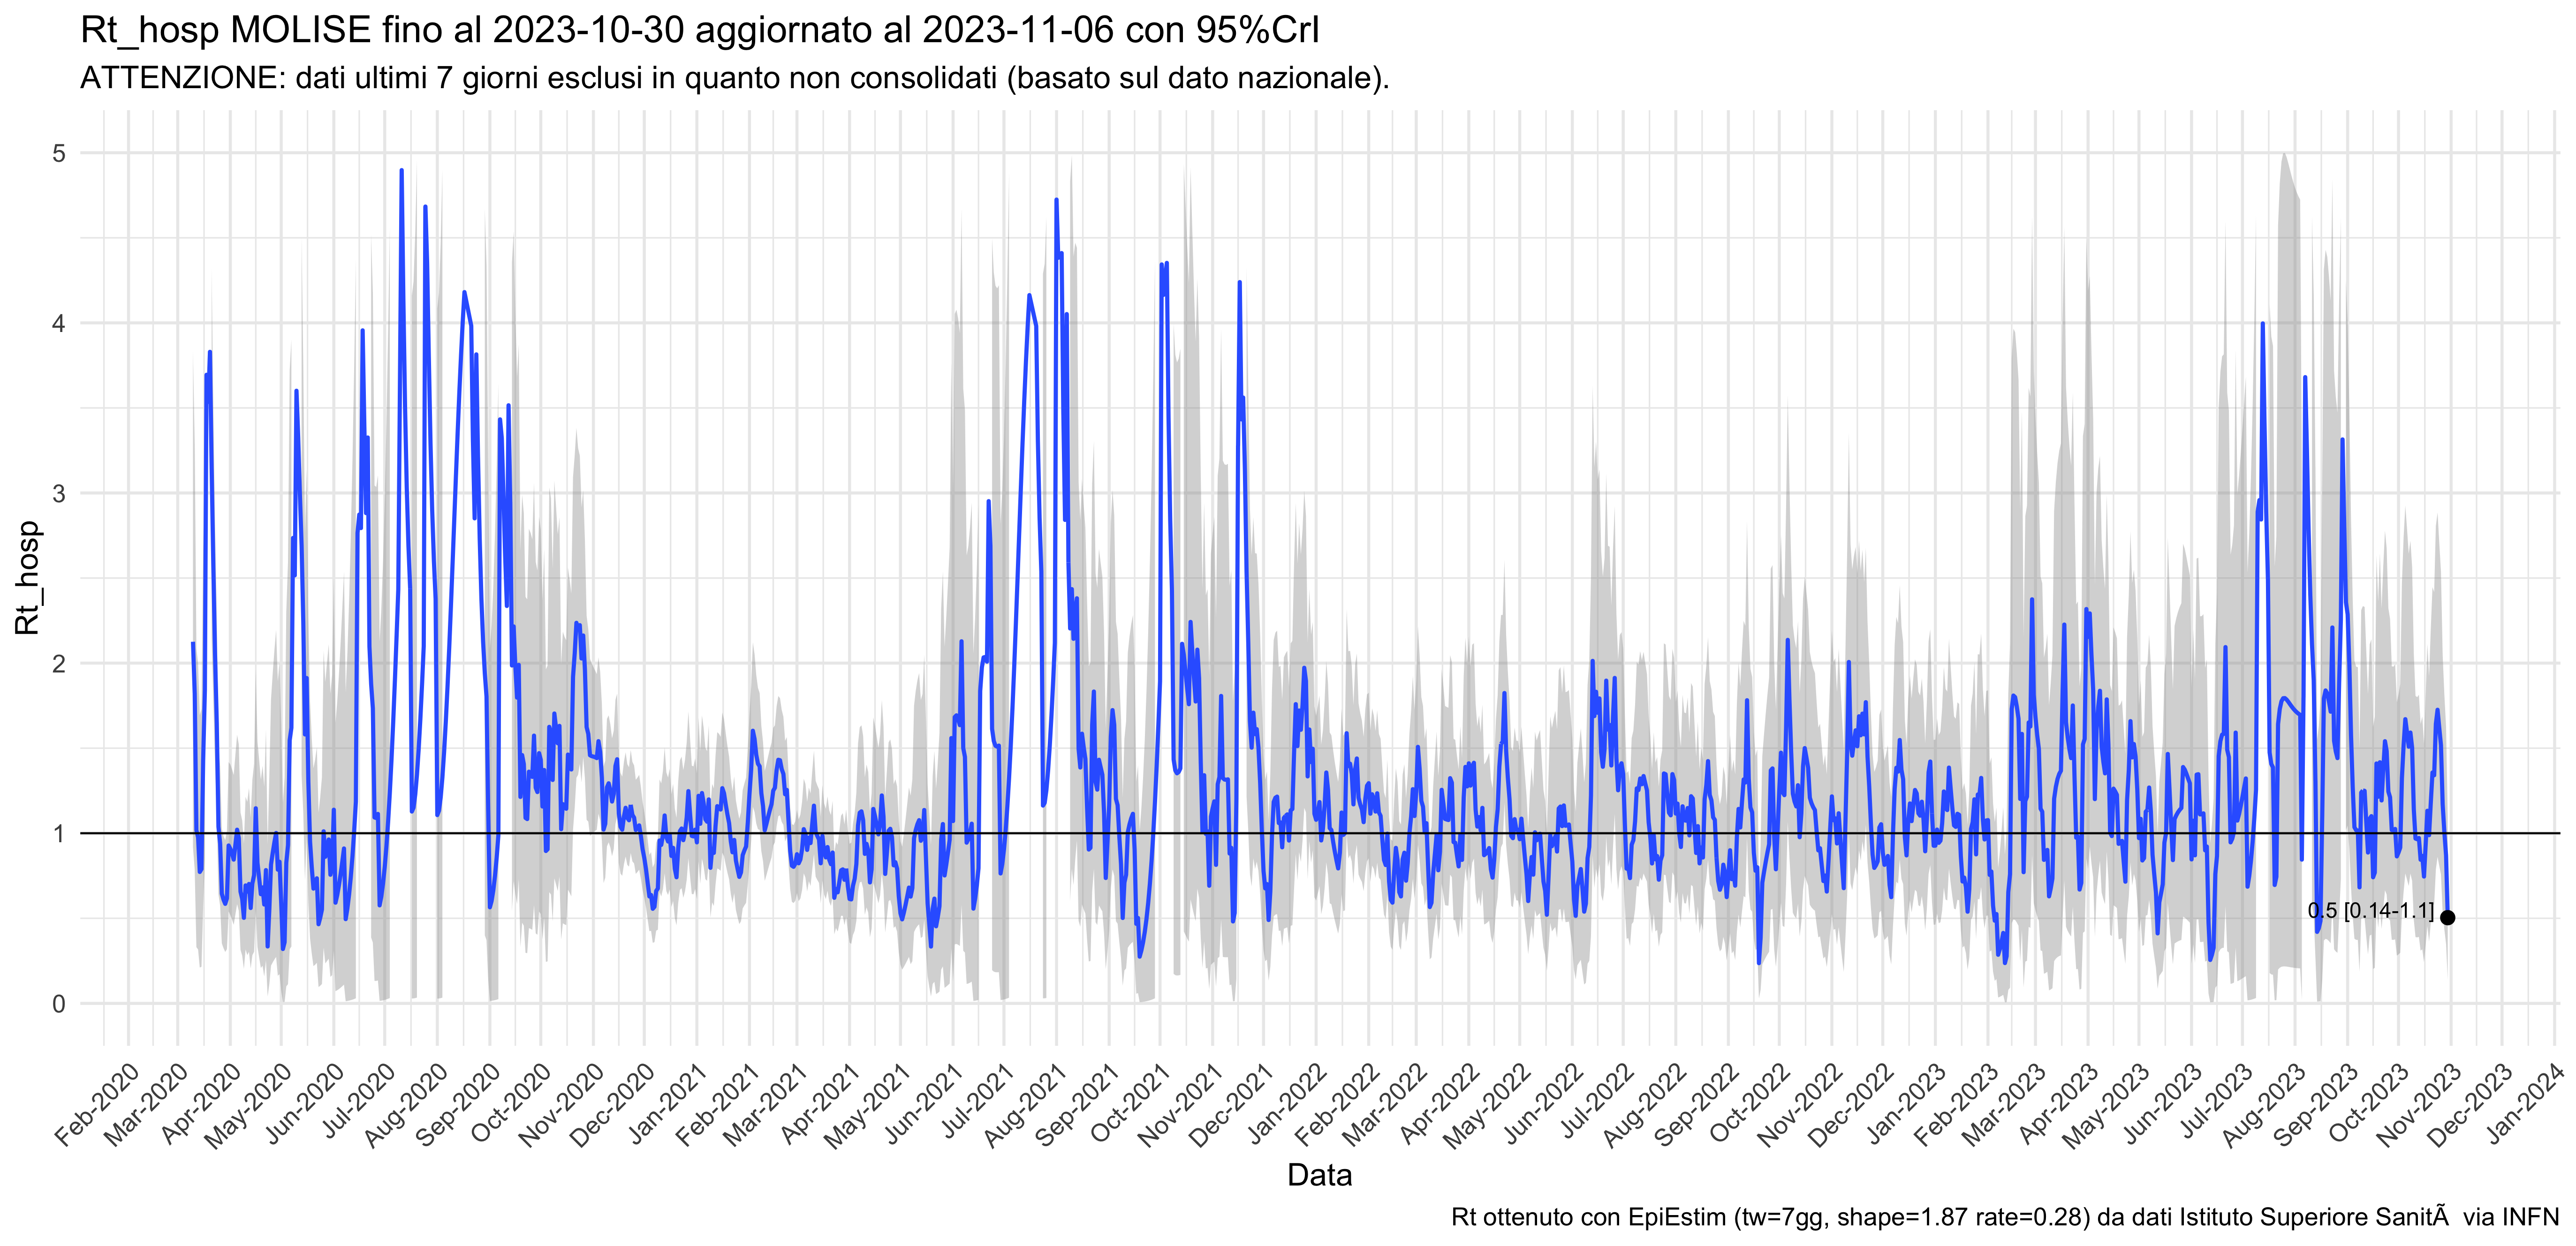 Rt_hosp MOLISE fino al 2023-10-30 aggiornato al 2023-11-06 con 95%CrI
ATTENZIONE: dati ultimi 7 giorni esclusi in quanto non consolidati (basato sul dato nazionale).
5
4
3
2
1
0
Rt_hosp
0.5 [0.14-1.1]
Feb-2020
Mar-2020
Apr-2020
May-2020
Jun-2020
Jul-2020
Aug-2020
Sep-2020
Oct-2020
Nov-2020
Dec-2020
Jan-2021
Feb-2021
Mar-2021
Apr-2021
May-2021
Jun-2021
Jul-2021
Aug-2021
Sep-2021
Oct-2021
Nov-2021
Dec-2021
Jan-2022
Feb-2022
Mar-2022
Apr-2022
May-2022
Jun-2022
Jul-2022
Aug-2022
Sep-2022
Oct-2022
Nov-2022
Dec-2022
Jan-2023
Feb-2023
Mar-2023
Apr-2023
May-2023
Jun-2023
Jul-2023
Aug-2023
Sep-2023
Oct-2023
Nov-2023
Dec-2023
Jan-2024
Data
Rt ottenuto con EpiEstim (tw=7gg, shape=1.87 rate=0.28) da dati Istituto Superiore SanitÃ  via INFN